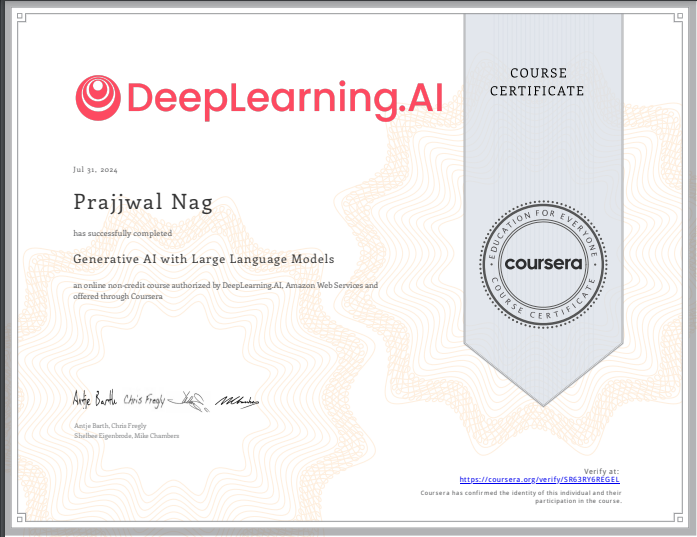 DeepLearning.AI
COURSE
CERTIFICATE
Jul 31, 2024
Prajjwal Nag
has successfully completed
Generative AI with Large Language Models
an online non-credit course authorized by DeepLearning.AI, Amazon Web Services and
offered through Coursera
EDUCATION FOR EVERYONE
coursera
COURSE CERTIFICATE
Antje Barth Chris Fregly
Antje Barth, Chris Fregly
Shelbee Eigenbrode, Mike Chambers
Verify at:
https://coursera.org/verify/SR63RY6REGEL
Coursera has confirmed the identity of this individual and their
participation in the course.